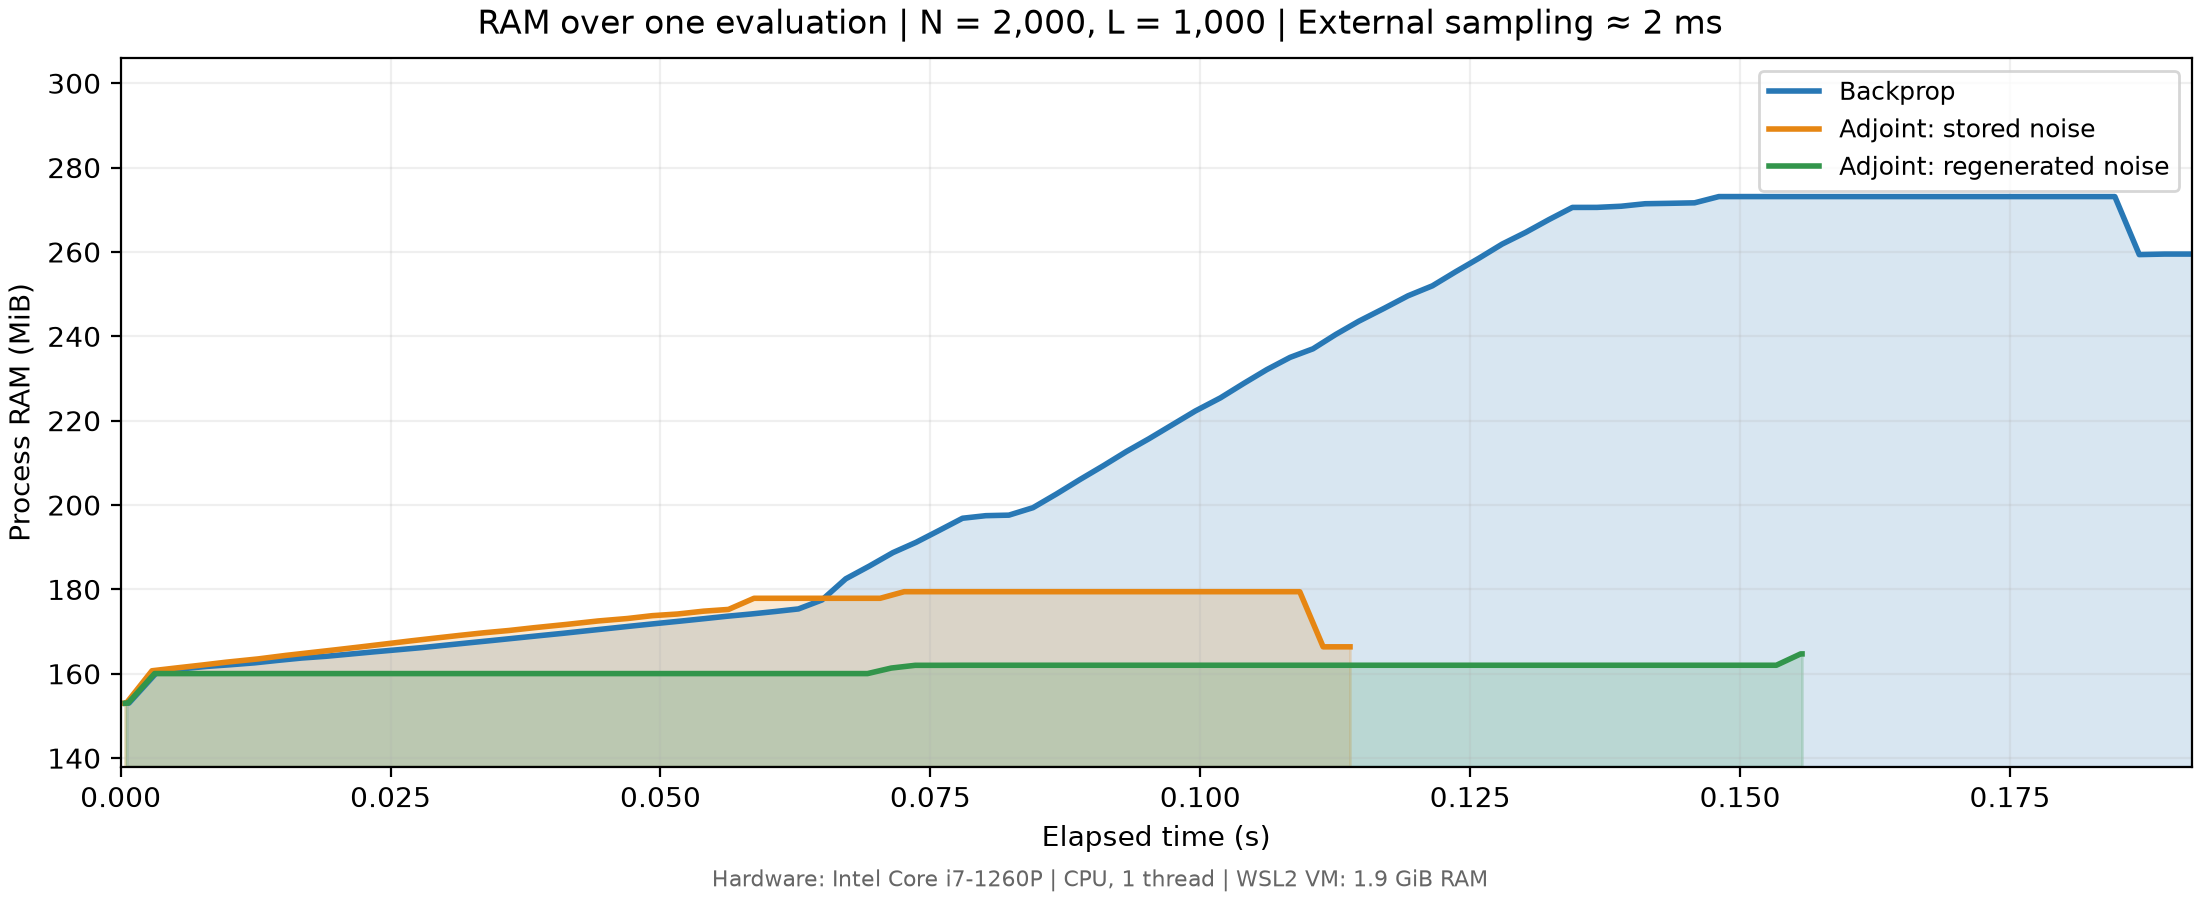 RAM over one evaluation | N = 2,000, L = 1,000 | External sampling ≈ 2 ms
Process RAM (MiB)
300
280
260
240
220
200
180
160
140
Backprop
Adjoint: stored noise
Adjoint: regenerated noise
0.000 0.025 0.050 0.075 0.100 0.125 0.150 0.175
Elapsed time (s)
Hardware: Intel Core i7-1260P | CPU, 1 thread | WSL2 VM: 1.9 GiB RAM